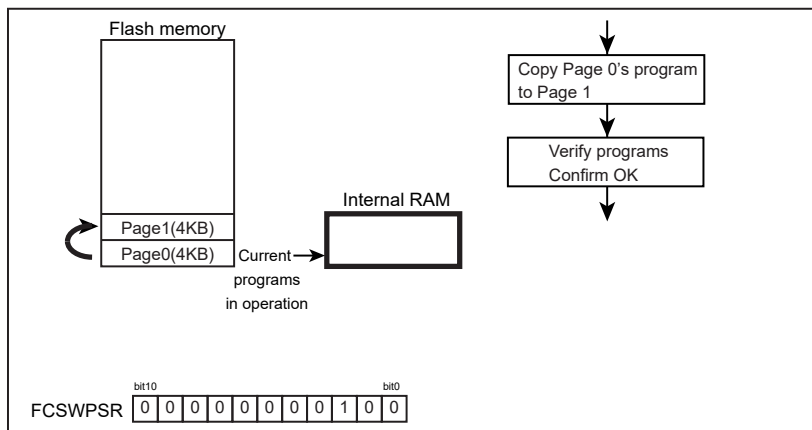 Flash memory
Page1(4KB)
Page0(4KB)
Current
programs
in operation
Internal RAM
Copy Page 0’s program
to Page 1
Verify programs
Confirm OK
bit10 bit0
FCSWPSR 0 0 0 0 0 0 0 0 1 0 0